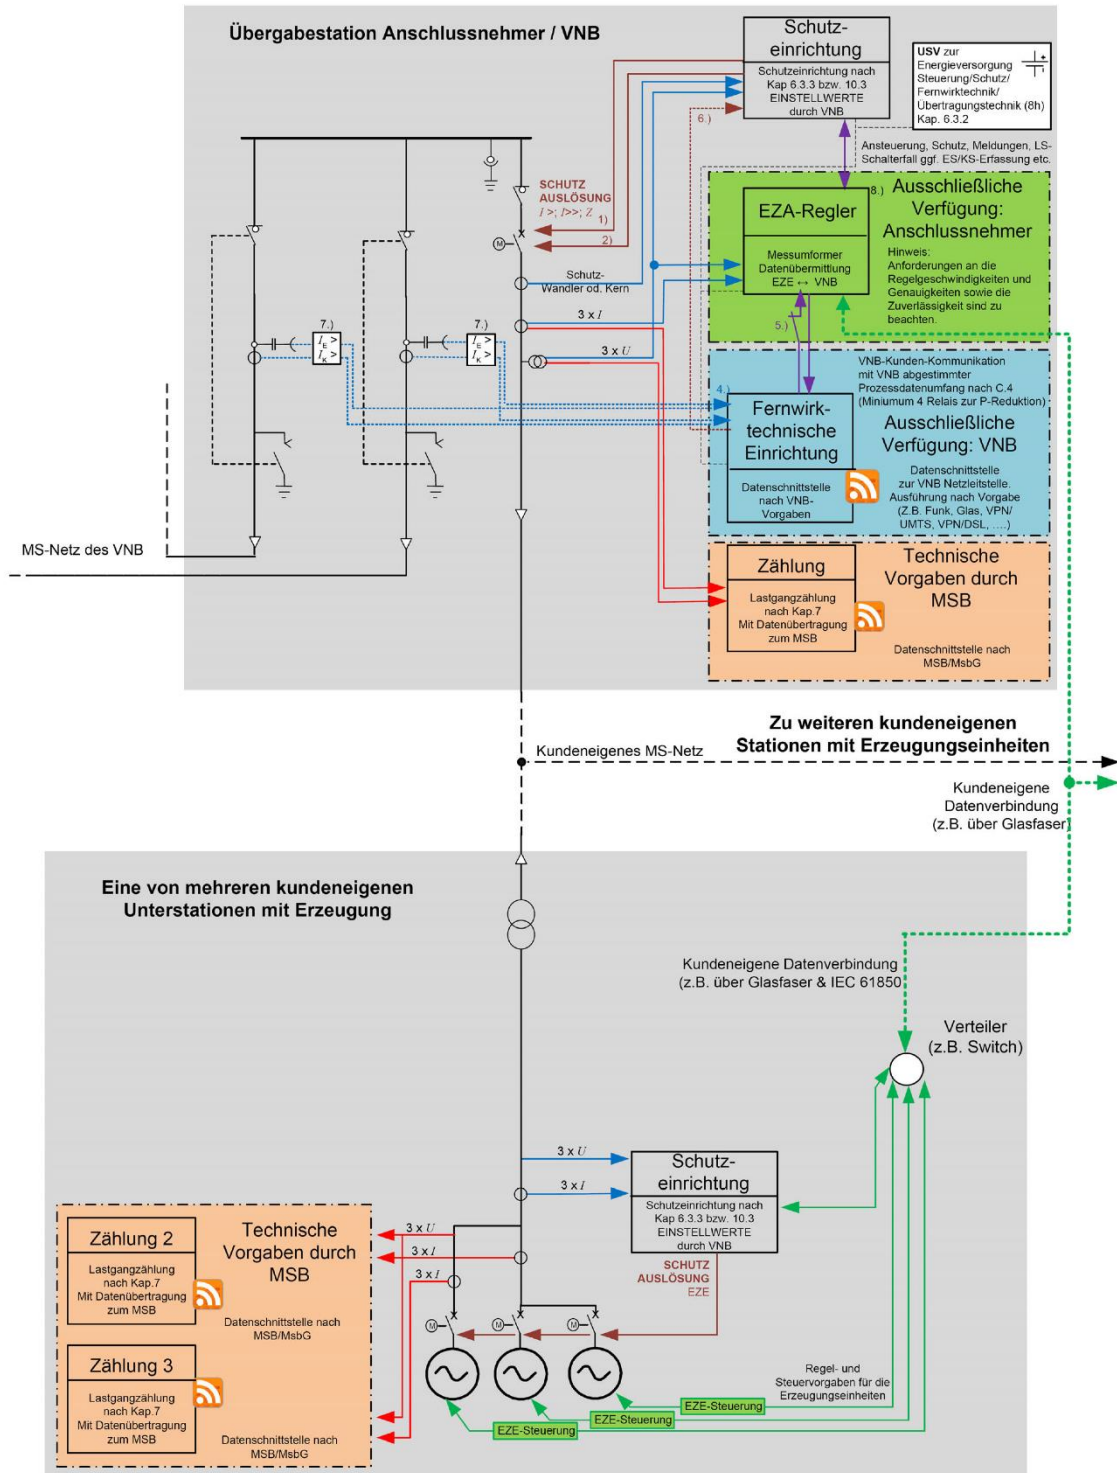 Übergabestation Anschlussnehmer / VNB
Schutz-
einrichtung
Schutzeinrichtung nach
Kap 6.3.3 bzw. 10.3
EINSTELLWERTE
durch VNB
USV zur
Energieversorgung
Steuerung/Schutz/
Fernwirktechnik/
Übertragungstechnik (8h)
Kap. 6.3.2
6.)
Ansteuerung, Schutz, Meldungen, LS-
Schalterfall ggf. ES/KS-Erfassung etc.
SCHUTZ
AUSLÖSUNG
I >; I >>; Z
1)
2)
M
8.)
EZA-Regler
Messumformer
Datenübermittlung
EZE ↔ VNB
Ausschließliche
Verfügung:
Anschlussnehmer
Hinweis:
Anforderungen an die
Regelgeschwindigkeiten und
Genauigkeiten sowie die
Zuverlässigkeit sind zu
beachten.
Schutz-
Wandler od. Kern
3 x I
3 x U
7.)
I E >
I K >
7.)
I E >
I K >
5.)
4.)
VNB-Kunden-Kommunikation
mit VNB abgestimmter
Prozessdatenumfang nach C.4
(Miniumum 4 Relais zur P-Reduktion)
Fernwirk-
technische
Einrichtung
Datenschnittstelle
nach VNB-
Vorgaben
Ausschließliche
Verfügung: VNB
Datenschnittstelle
zur VNB Netzleitstelle.
Ausführung nach Vorgabe
(Z.B. Funk, Glas, VPN/
UMTS, VPN/DSL, ....)
MS-Netz des VNB
Zählung
Lastgangzählung
nach Kap.7
Mit Datenübertragung
zum MSB
Technische
Vorgaben durch
MSB
Datenschnittstelle nach
MSB/MsbG
Zu weiteren kundeneigenen
Stationen mit Erzeugungseinheiten
Kundeneigenes MS-Netz
Kundeneigene
Datenverbindung
(z.B. über Glasfaser)
Eine von mehreren kundeneigenen
Unterstationen mit Erzeugung
Kundeneigene Datenverbindung
(z.B. über Glasfaser & IEC 61850
Verteiler
(z.B. Switch)
3 x U
3 x I
Schutz-
einrichtung
Schutzeinrichtung nach
Kap 6.3.3 bzw. 10.3
EINSTELLWERTE
durch VNB
SCHUTZ
AUSLÖSUNG
EZE
3 x U
3 x I
3 x I
Zählung 2
Lastgangzählung
nach Kap.7
Mit Datenübertragung
zum MSB
Technische
Vorgaben durch
MSB
Datenschnittstelle nach
MSB/MsbG
M
M
M
Zählung 3
Lastgangzählung
nach Kap.7
Mit Datenübertragung
zum MSB
Datenschnittstelle nach
MSB/MsbG
Regel- und
Steuervorgaben für die
Erzeugungseinheiten
EZE-Steuerung
EZE-Steuerung
EZE-Steuerung